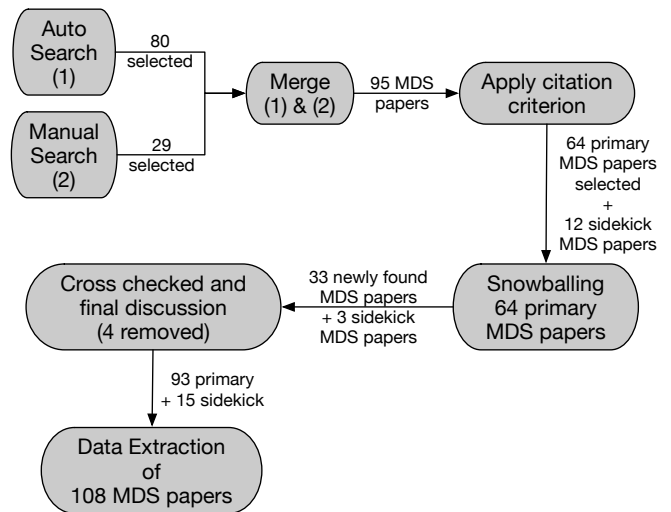 Auto
Search
(1)
80
selected
Manual
Search
(2)
29
selected
Merge
(1) & (2)
95 MDS
papers
Apply citation
criterion
64 primary
MDS papers
selected
+
12 sidekick
MDS papers
Snowballing
64 primary
MDS papers
33 newly found
MDS papers
+ 3 sidekick
MDS papers
Cross checked and
final discussion
(4 removed)
93 primary
+ 15 sidekick
Data Extraction
of
108 MDS papers